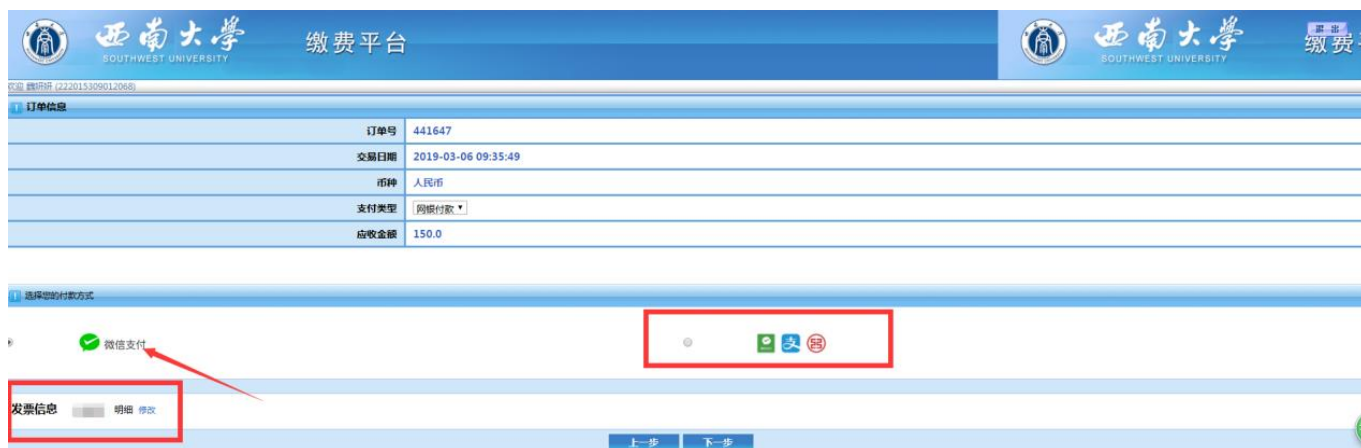 西南大學 缴费平台 西南大學 缴费 退出
SOUTHWEST UNIVERSITY SOUTHWEST UNIVERSITY
欢迎 (222015309012068)
订单信息
订单号 441647
交易日期 2019-03-06 09:35:49
币种 人民币
支付类型 网银付款
应收金额 150.0
选择您的付款方式
微信支付 支
发票信息 明细 修改
上一步 下一步